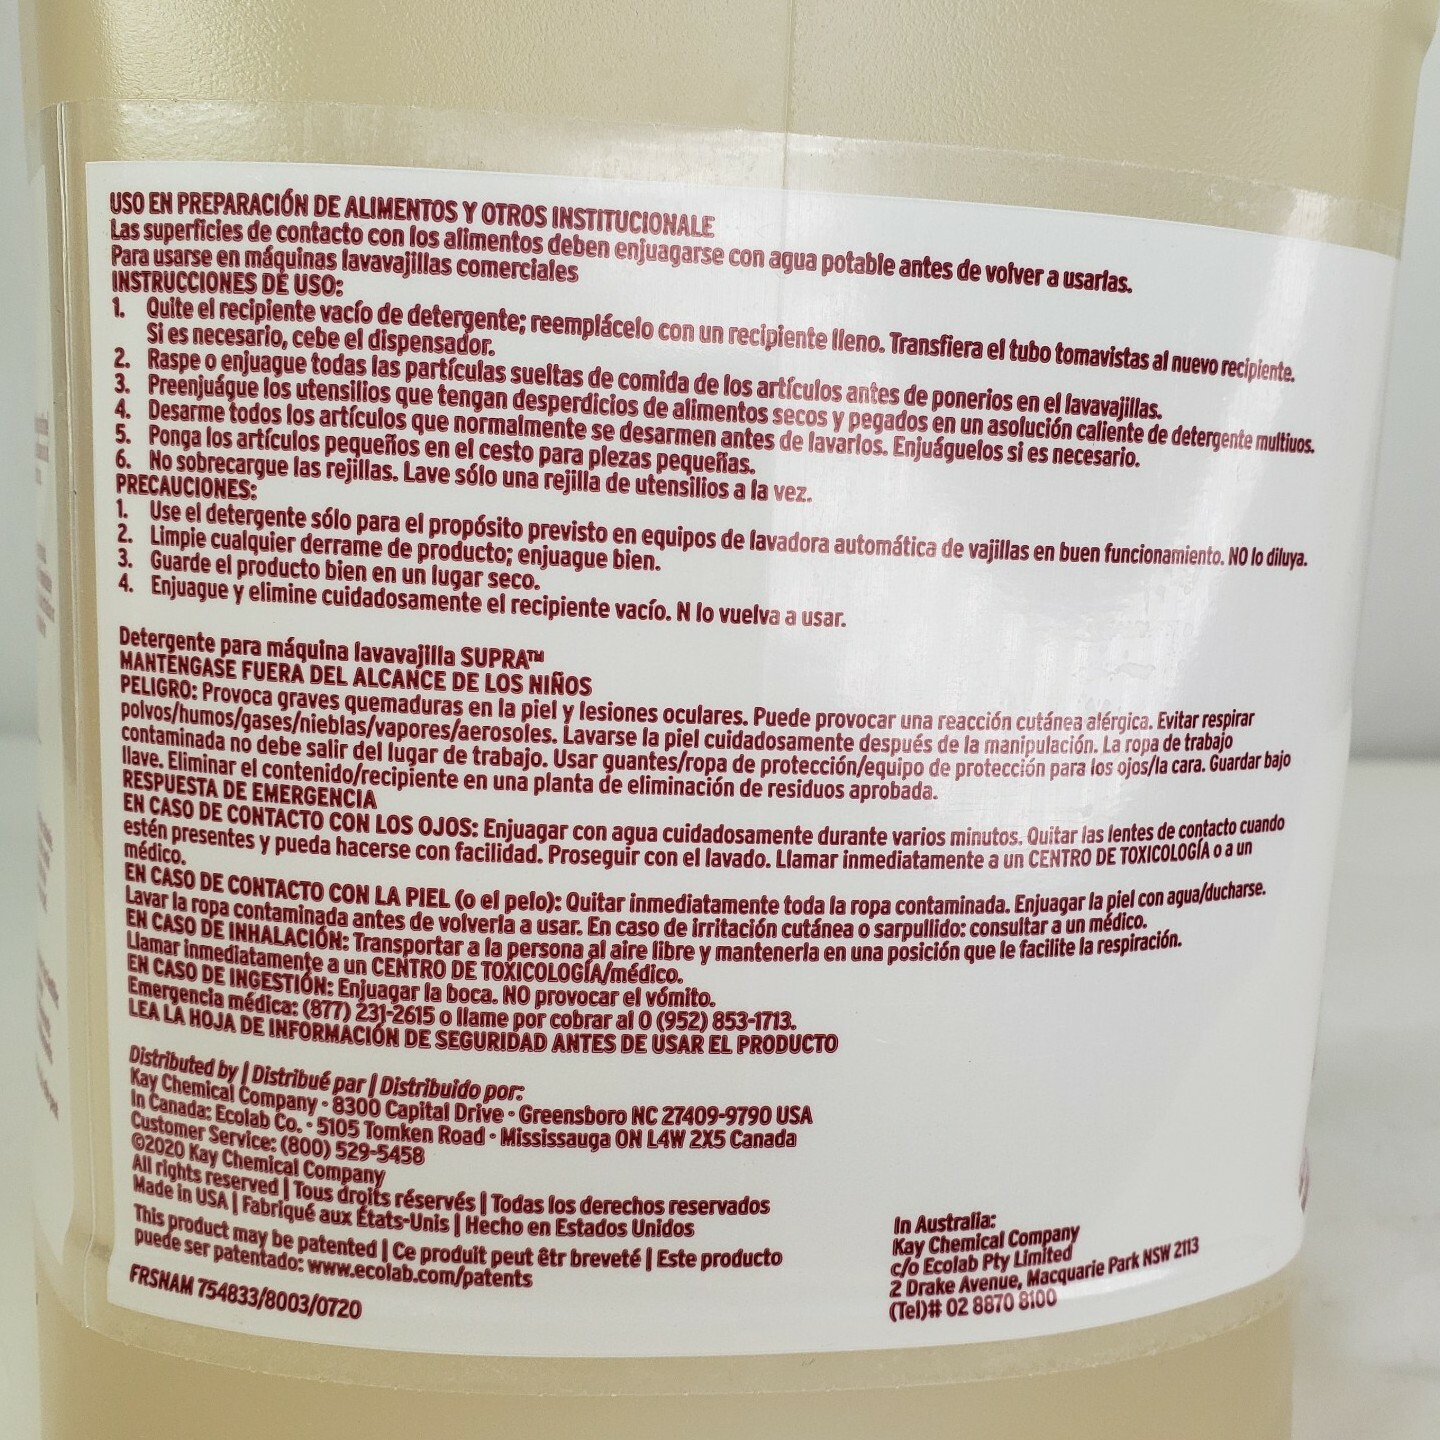 USO EN PREPARACIÓN DE ALIMENTOS Y OTROS INSTITUCIONALE
Las superficies de contacto con los alimentos deben enjuagarse con agua potable antes de volver a usarlas.
Para usarse en máquinas lavavajillas comerciales
INSTRUCCIONES DE USO:
1. Quite el recipiente vacío de detergente; reemplácelo con un recipiente lleno. Transfiera el tubo tomavistas al nuevo recipiente.
Si es necesario, cebe el dispensador.
2. Raspe o enjuague todas las partículas sueltas de comida de los artículos antes de ponerios en el lavavajillas.
3. Preenjuágue los utensilios que tengan desperdicios de alimentos secos y pegados en un asolución caliente de detergente multiuos.
4. Desarme todos los artículos que normalmente se desarmen antes de lavarlos. Enjuáguelos si es necesario.
5. Ponga los artículos pequeños en el cesto para plezas pequeñas.
6. No sobrecargue las rejillas. Lave sólo una rejilla de utensilios a la vez.
PRECAUCIONES:
1. Use el detergente sólo para el propósito previsto en equipos de lavadora automática de vajillas en buen funcionamiento. NO lo diluya.
2. Limpie cualquier derrame de producto; enjuague bien.
3. Guarde el producto bien en un lugar seco.
4. Enjuague y elimine cuidadosamente el recipiente vacío. N lo vuelva a usar.
Detergente para máquina lavavajilla SUPRA™
MANTÉNGASE FUERA DEL ALCANCE DE LOS NIÑOS
PELIGRO: Provoca graves quemaduras en la piel y lesiones oculares. Puede provocar una reacción cutánea alérgica. Evitar respirar
polvos/humos/gases/nieblas/vapores/aerosoles. Lavarse la piel cuidadosamente después de la manipulación. La ropa de trabajo
contaminada no debe salir del lugar de trabajo. Usar guantes/ropa de protección/equipo de protección para los ojos/la cara. Guardar bajo
llave. Eliminar el contenido/recipiente en una planta de eliminación de residuos aprobada.
RESPUESTA DE EMERGENCIA
EN CASO DE CONTACTO CON LOS OJOS: Enjuagar con agua cuidadosamente durante varios minutos. Quitar las lentes de contacto cuando
estén presentes y pueda hacerse con facilidad. Proseguir con el lavado. Llamar inmediatamente a un CENTRO DE TOXICOLOGÍA o a un
médico.
EN CASO DE CONTACTO CON LA PIEL (o el pelo): Quitar inmediatamente toda la ropa contaminada. Enjuagar la piel con agua/ducharse.
Lavar la ropa contaminada antes de volverla a usar. En caso de irritación cutánea o sarpullido: consultar a un médico.
EN CASO DE INHALACIÓN: Transportar a la persona al aire libre y mantenerla en una posición que le facilite la respiración.
Llamar inmediatamente a un CENTRO DE TOXICOLOGÍA/médico.
EN CASO DE INGESTIÓN: Enjuagar la boca. NO provocar el vómito.
Emergencia médica: (877) 231-2615 o llame por cobrar al 0 (952) 853-1713.
LEA LA HOJA DE INFORMACIÓN DE SEGURIDAD ANTES DE USAR EL PRODUCTO
Distributed by | Distribué par | Distribuido por:
Kay Chemical Company · 8300 Capital Drive · Greensboro NC 27409-9790 USA
In Canada: Ecolab Co. · 5105 Tomken Road · Mississauga ON L4W 2X5 Canada
Customer Service: (800) 529-5458
©2020 Kay Chemical Company
All rights reserved | Tous droits réservés | Todas los derechos reservados
Made in USA | Fabriqué aux États-Unis | Hecho en Estados Unidos
This product may be patented | Ce produit peut êtr breveté | Este producto
puede ser patentado: www.ecolab.com/patents
FRSNAM 754833/8003/0720
In Australia:
Kay Chemical Company
c/o Ecolab Pty Limited
2 Drake Avenue, Macquarie Park NSW 2113
(Tel)# 02 8870 8100